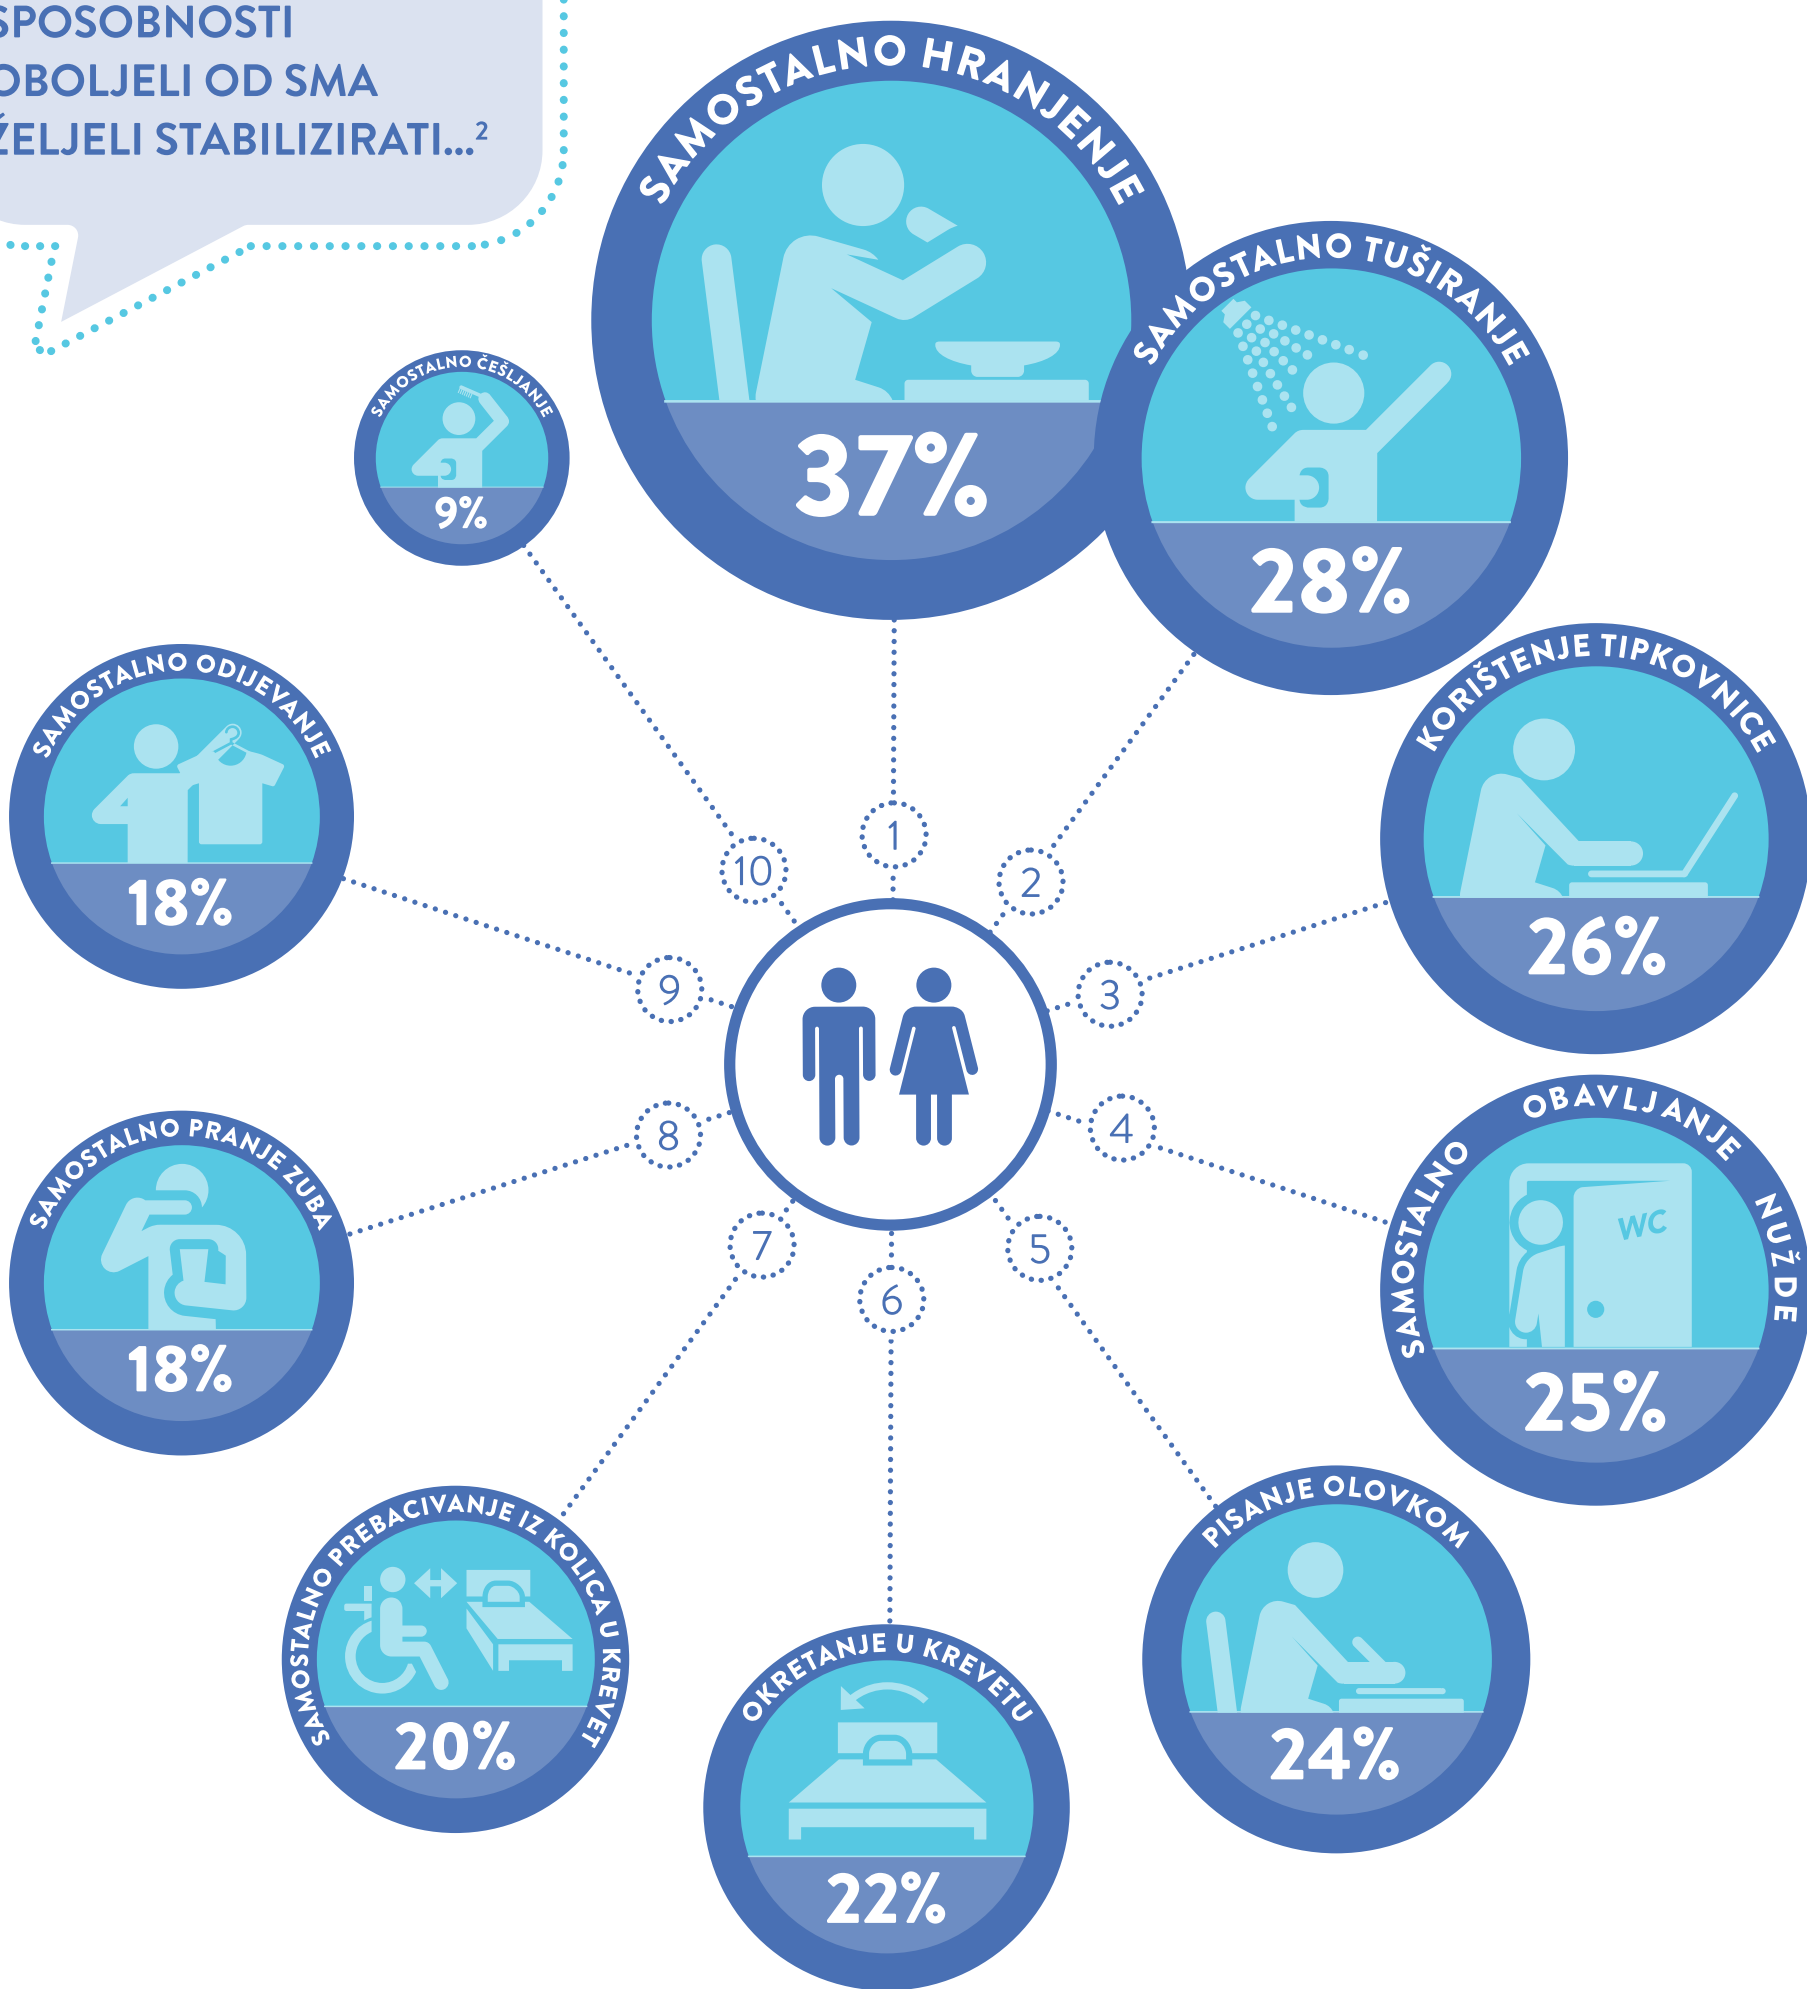 SPOSOBNOSTI
OBOLJELI OD SMA
ŽELJELI STABILIZIRATI...²
SAMOSTALNO HRANJENJE
37%
SAMOSTALNO TUŠIRANJE
28%
KORIŠTENJE TIPKOVNICE
26%
SAMOSTALNO OBAVLJANJE NUŽDE
WC
25%
PISANJE OLOVKOM
24%
OKRETANJE U KREVETU
22%
SAMOSTALNO PREBACIVANJE IZ KOLICA U KREVET
20%
SAMOSTALNO PRANJE ZUBA
18%
SAMOSTALNO ODIJEVANJE
18%
SAMOSTALNO ČEŠLJANJE
9%
1
2
3
4
5
6
7
8
9
10